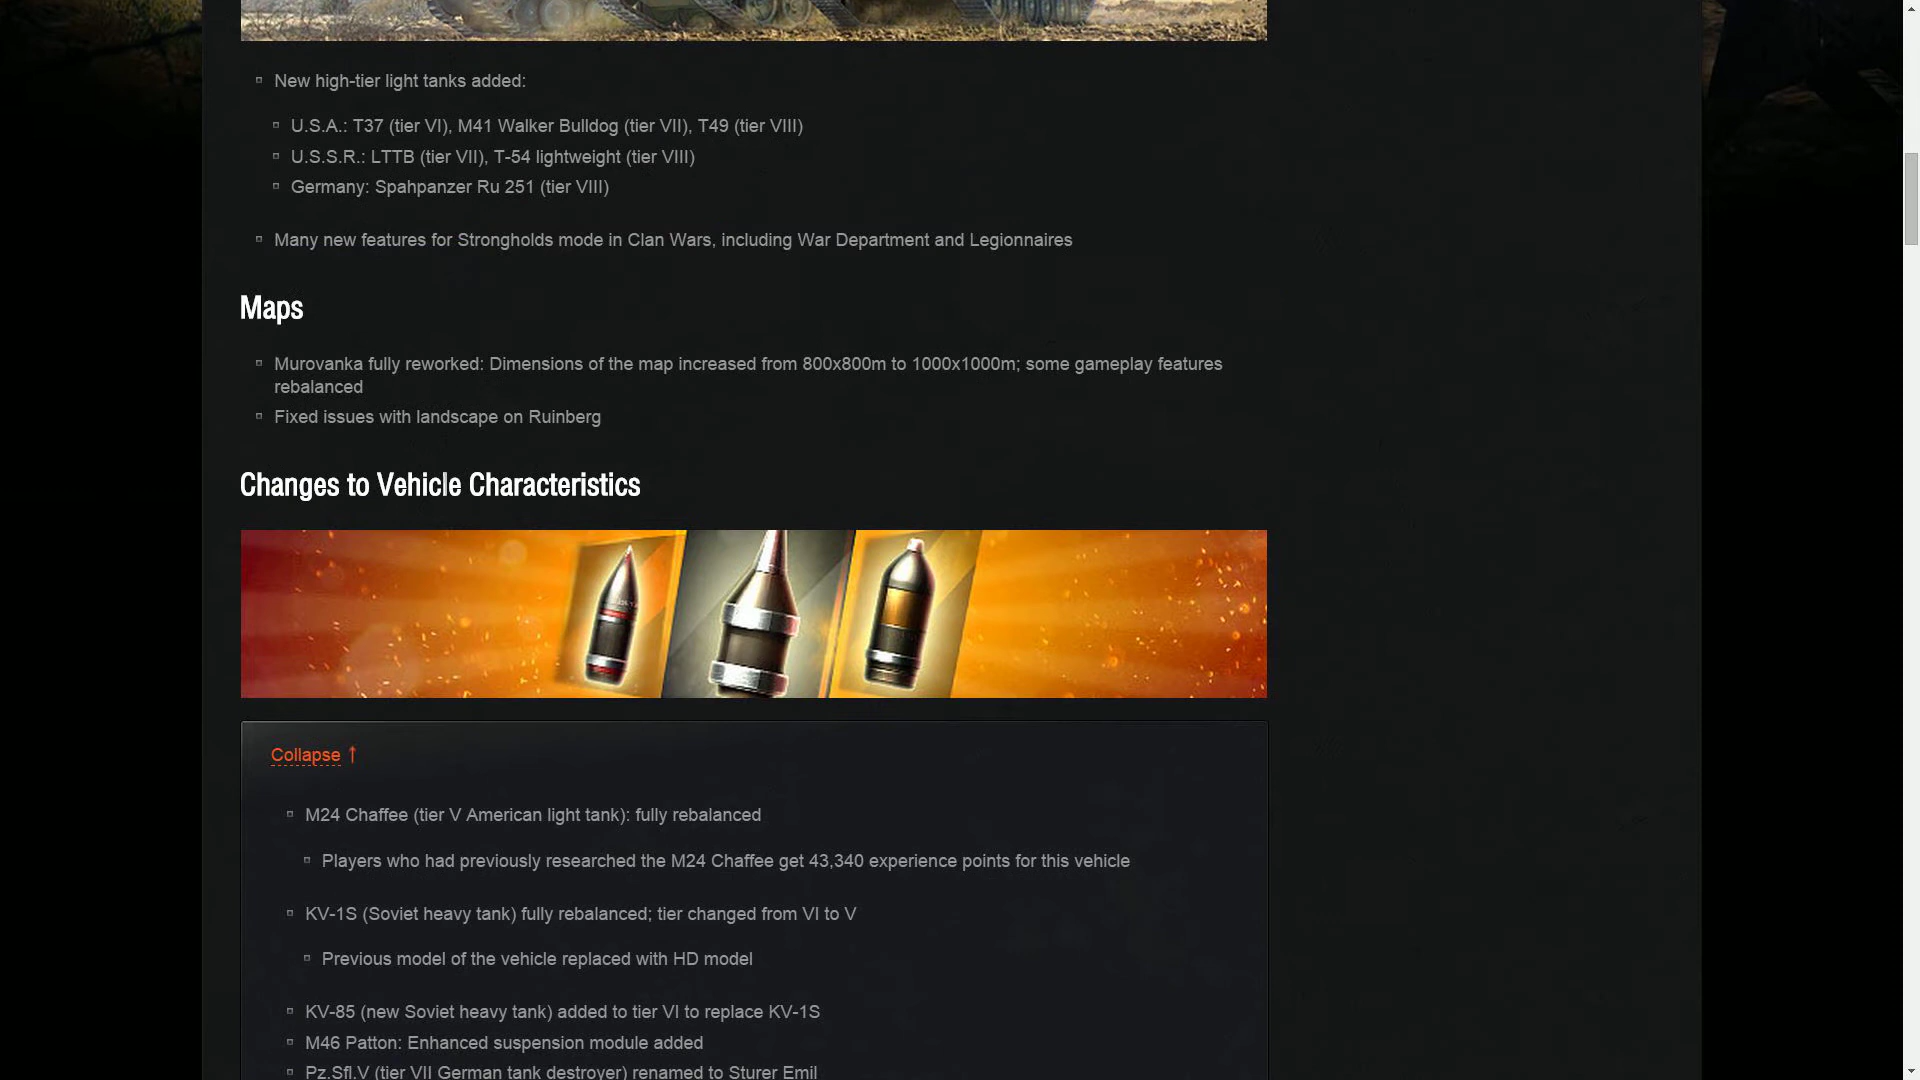 New high-tier light tanks added:
U.S.A.: T37 (tier VI), M41 Walker Bulldog (tier VII), T49 (tier VIII)
U.S.S.R.: LTTB (tier VII), T-54 lightweight (tier VIII)
Germany: Spahpanzer Ru 251 (tier VIII)
Many new features for Strongholds mode in Clan Wars, including War Department and Legionnaires
Maps
Murovanka fully reworked: Dimensions of the map increased from 800x800m to 1000x1000m; some gameplay features
rebalanced
Fixed issues with landscape on Ruinberg
Changes to Vehicle Characteristics
Collapse ↑
M24 Chaffee (tier V American light tank): fully rebalanced
Players who had previously researched the M24 Chaffee get 43,340 experience points for this vehicle
KV-1S (Soviet heavy tank) fully rebalanced; tier changed from VI to V
Previous model of the vehicle replaced with HD model
KV-85 (new Soviet heavy tank) added to tier VI to replace KV-1S
M46 Patton: Enhanced suspension module added
Pz.Sfl.V (tier VII German tank destroyer) renamed to Sturer Emil